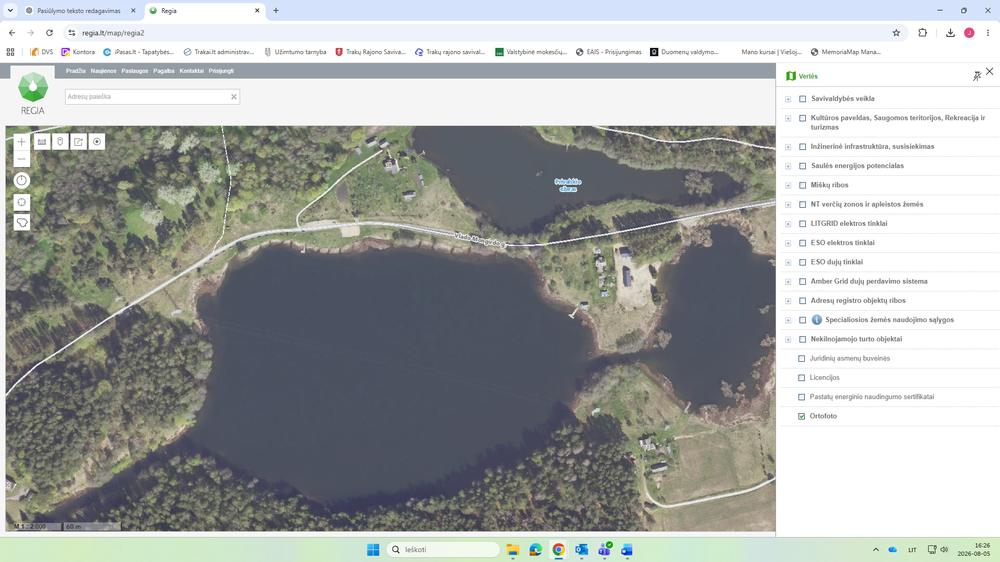 Pasiūlymo teksto redagavimas
Regia
regia.lt/map/regia2
DVS
Kontora
iPasas.lt - Tapatybės...
Trakai.lt administrav...
Užimtumo tarnyba
Trakų Rajono Saviva...
Trakų rajono savival...
VMI
Valstybinė mokesčių...
EAIS - Prisijungimas
Duomenų valdymo...
Mano kursai | Viešoj...
MemoriaMap Mana...
J
Pradžia Naujienos Paslaugos Pagalba Kontaktai Prisijungti
REGIA
Adresų paieška
18
Privalskio
ežeras
Vlado Mongirdo g.
2
11
10
M 1 : 2 000
60 m
Vertės
Savivaldybės veikla
Kultūros paveldas, Saugomos teritorijos, Rekreacija ir
turizmas
Inžinerinė infrastruktūra, susisiekimas
Saulės energijos potencialas
Miškų ribos
NT verčių zonos ir apleistos žemės
LITGRID elektros tinklai
ESO elektros tinklai
ESO dujų tinklai
Amber Grid dujų perdavimo sistema
Adresų registro objektų ribos
Specialiosios žemės naudojimo sąlygos
Nekilnojamojo turto objektai
Juridinių asmenų buveinės
Licencijos
Pastatų energinio naudingumo sertifikatai
Ortofoto
Ieškoti
LIT
16:26
2026-08-05